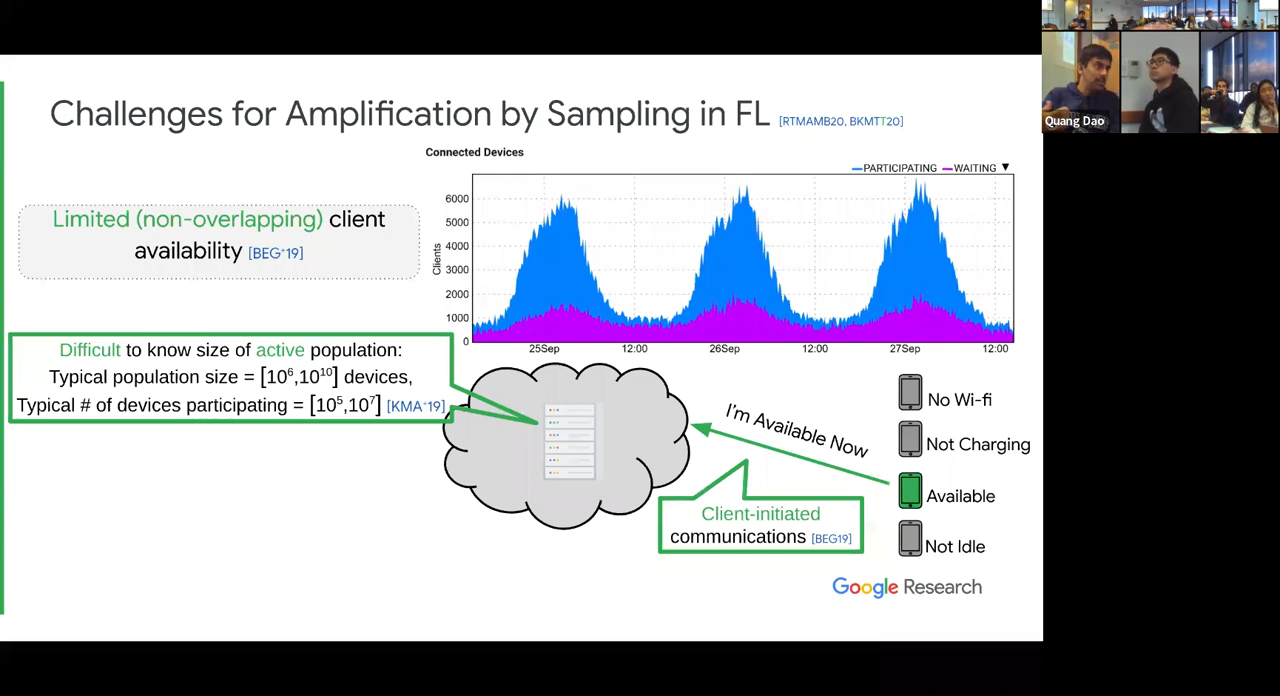 Challenges for Amplification by Sampling in FL [RTMAMB20, BKMTT20]
Connected Devices
PARTICIPATING WAITING ▼
Limited (non-overlapping) client
availability [BEG+19]
Clients
6000
5000
4000
3000
2000
1000
0
25Sep 12:00 26Sep 12:00 27Sep 12:00
Difficult to know size of active population:
Typical population size = [10⁶,10¹⁰] devices,
Typical # of devices participating = [10⁵,10⁷] [KMA+19]
I'm Available Now
Client-initiated
communications [BEG19]
No Wi-fi
Not Charging
Available
Not Idle
Google Research
Quang Dao